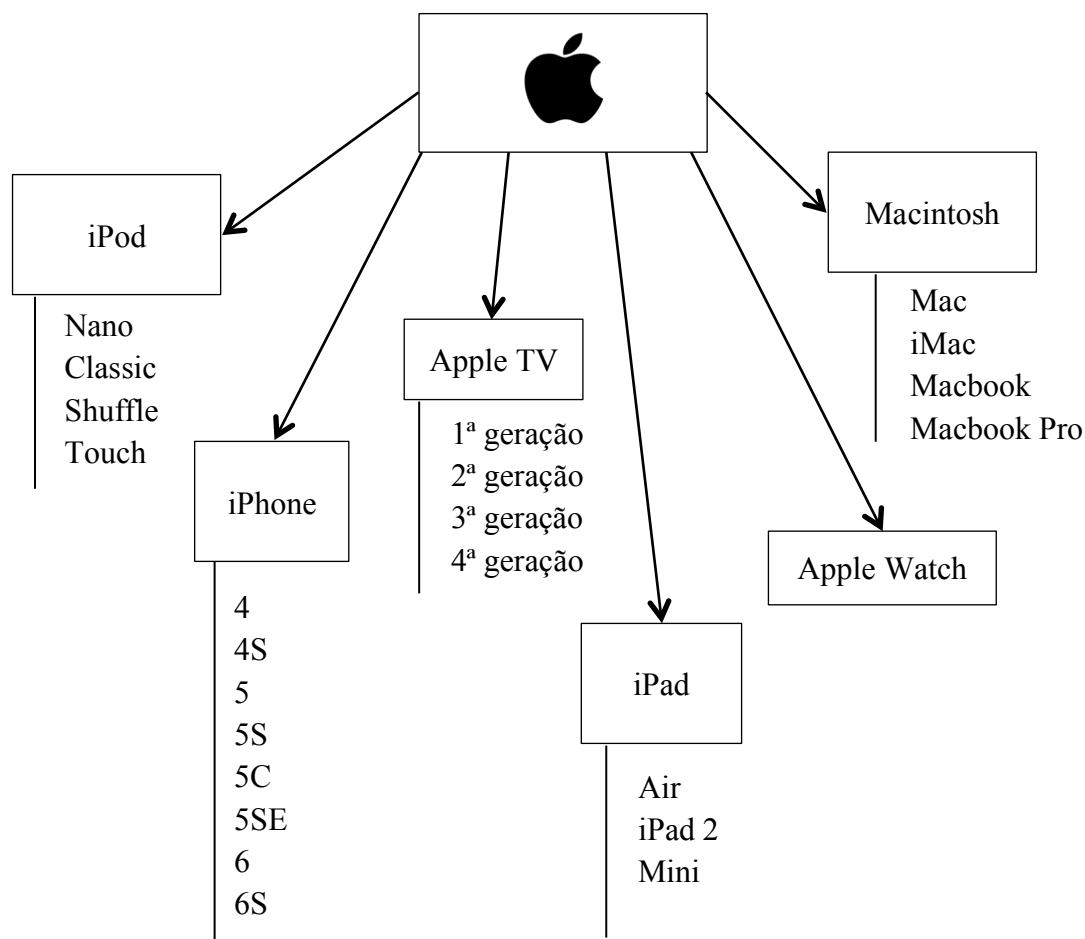 iPod
Nano
Classic
Shuffle
Touch
iPhone
4
4S
5
5S
5C
5SE
6
6S
Apple TV
1ª geração
2ª geração
3ª geração
4ª geração
iPad
Air
iPad 2
Mini
Apple Watch
Macintosh
Mac
iMac
Macbook
Macbook Pro